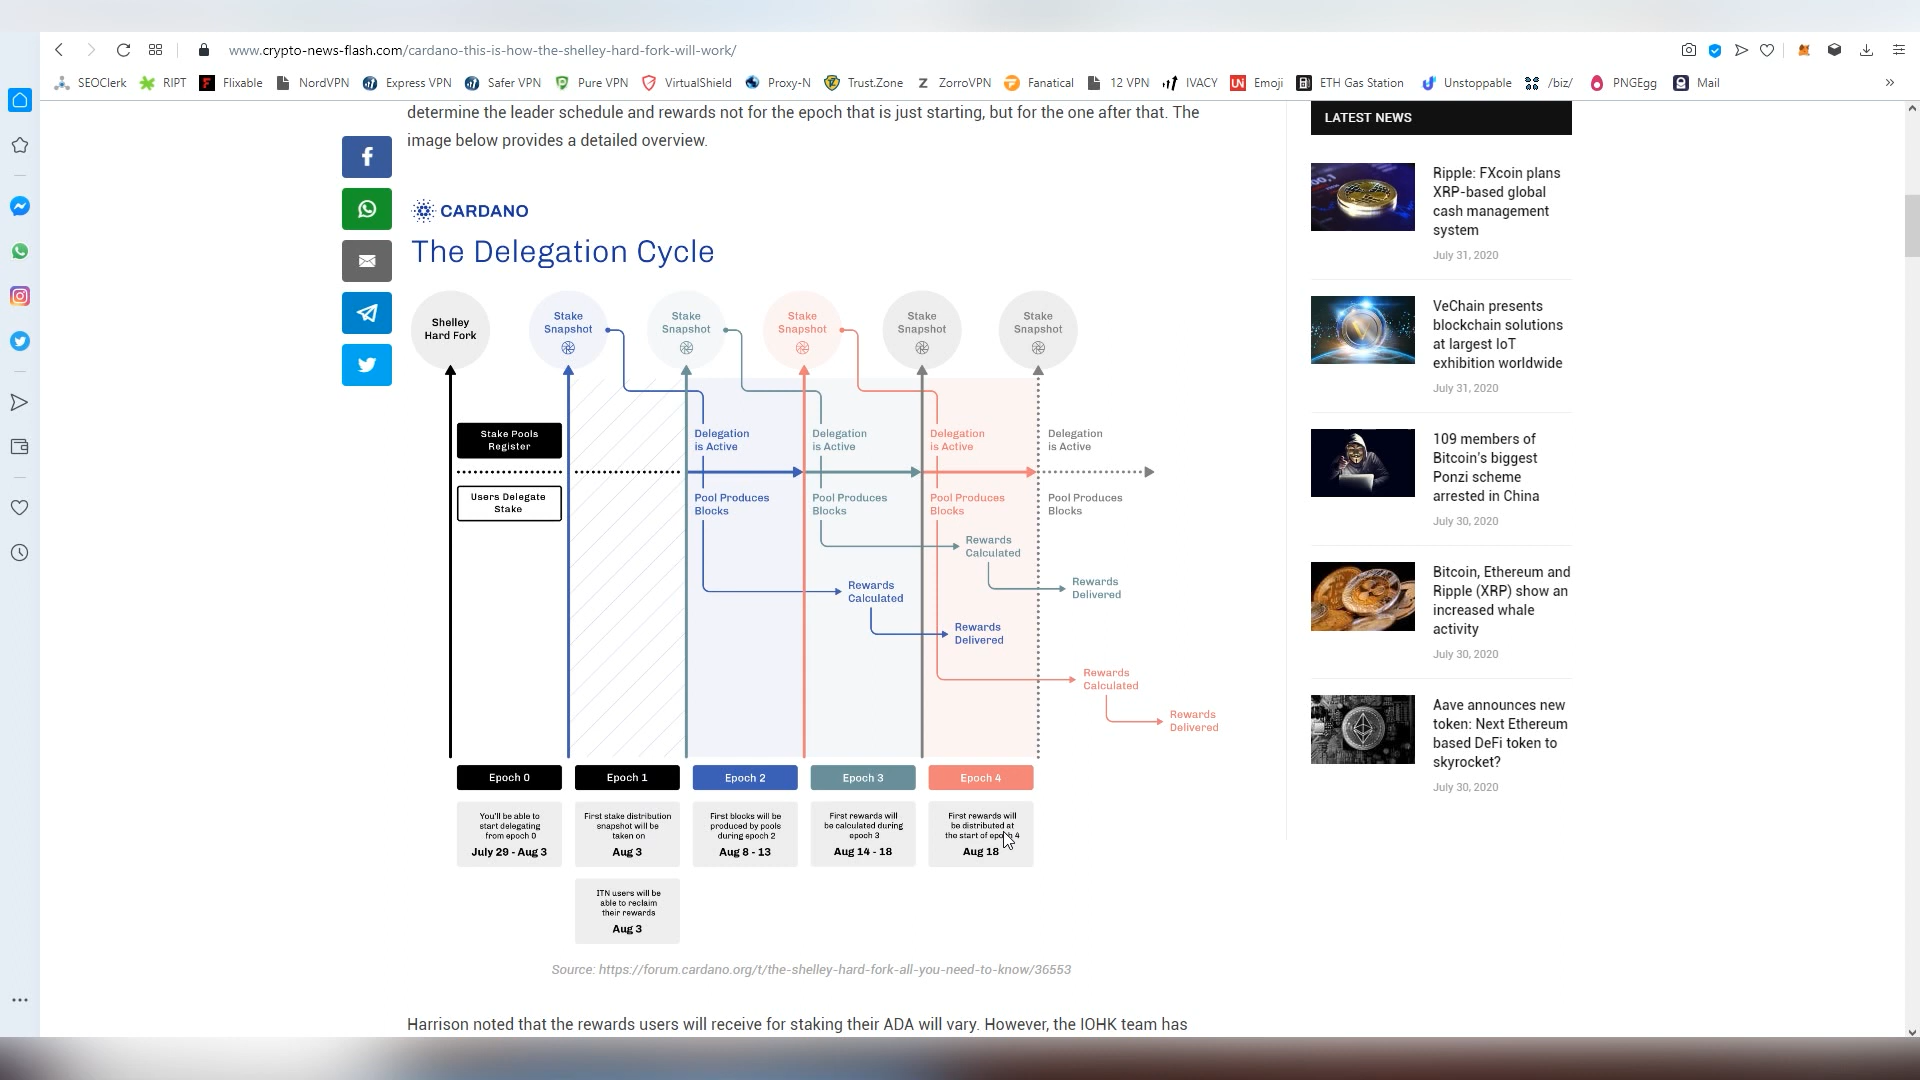 www.crypto-news-flash.com/cardano-this-is-how-the-shelley-hard-fork-will-work/
SEOClerk
RIPT
Flixable
NordVPN
Express VPN
Safer VPN
Pure VPN
VirtualShield
Proxy-N
Trust.Zone
ZorroVPN
Fanatical
12 VPN
IVACY
Emoji
ETH Gas Station
Unstoppable
/biz/
PNGEgg
Mail
determine the leader schedule and rewards not for the epoch that is just starting, but for the one after that. The
image below provides a detailed overview.
CARDANO
The Delegation Cycle
Shelley
Hard Fork
Stake
Snapshot
Stake
Snapshot
Stake
Snapshot
Stake
Snapshot
Stake
Snapshot
Stake Pools
Register
Users Delegate
Stake
Delegation
is Active
Delegation
is Active
Delegation
is Active
Delegation
is Active
Pool Produces
Blocks
Pool Produces
Blocks
Pool Produces
Blocks
Pool Produces
Blocks
Rewards
Calculated
Rewards
Delivered
Rewards
Calculated
Rewards
Delivered
Rewards
Calculated
Rewards
Delivered
Epoch 0
Epoch 1
Epoch 2
Epoch 3
Epoch 4
You'll be able to
start delegating
from epoch 0
July 29 - Aug 3
First stake distribution
snapshot will be
taken on
Aug 3
First blocks will be
produced by pools
during epoch 2
Aug 8 - 13
First rewards will
be calculated during
epoch 3
Aug 14 - 18
First rewards will
be distributed at
the start of epoch 4
Aug 18
ITN users will be
able to reclaim
their rewards
Aug 3
Source: https://forum.cardano.org/t/the-shelley-hard-fork-all-you-need-to-know/36553
Harrison noted that the rewards users will receive for staking their ADA will vary. However, the IOHK team has
LATEST NEWS
Ripple: FXcoin plans
XRP-based global
cash management
system
July 31, 2020
VeChain presents
blockchain solutions
at largest IoT
exhibition worldwide
July 31, 2020
109 members of
Bitcoin's biggest
Ponzi scheme
arrested in China
July 30, 2020
Bitcoin, Ethereum and
Ripple (XRP) show an
increased whale
activity
July 30, 2020
Aave announces new
token: Next Ethereum
based DeFi token to
skyrocket?
July 30, 2020